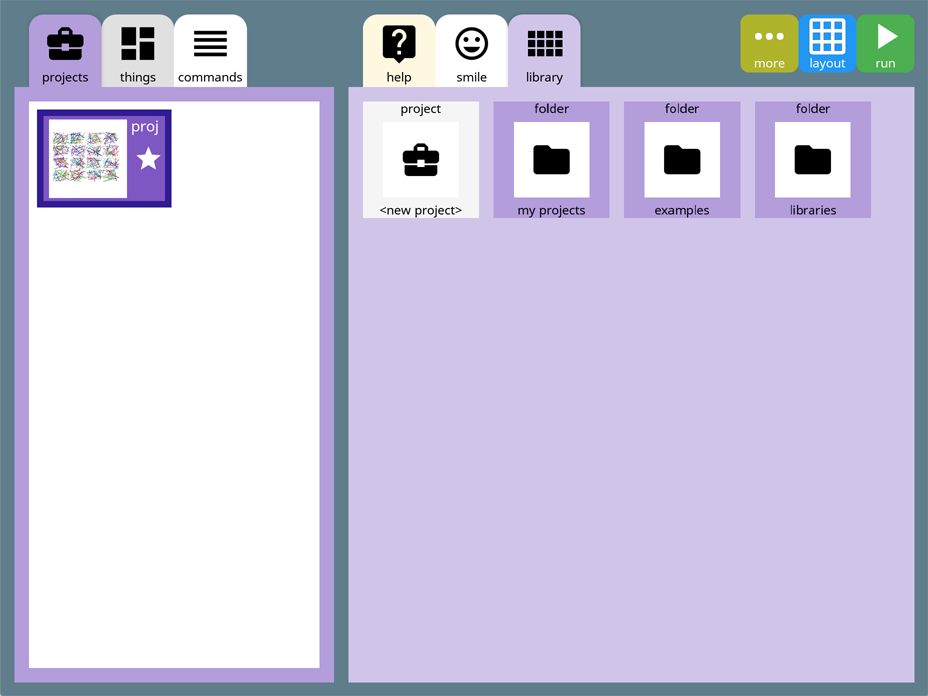 projects
things
commands
help
smile
library
more
layout
run
proj
project
folder
folder
folder
<new project>
my projects
examples
libraries